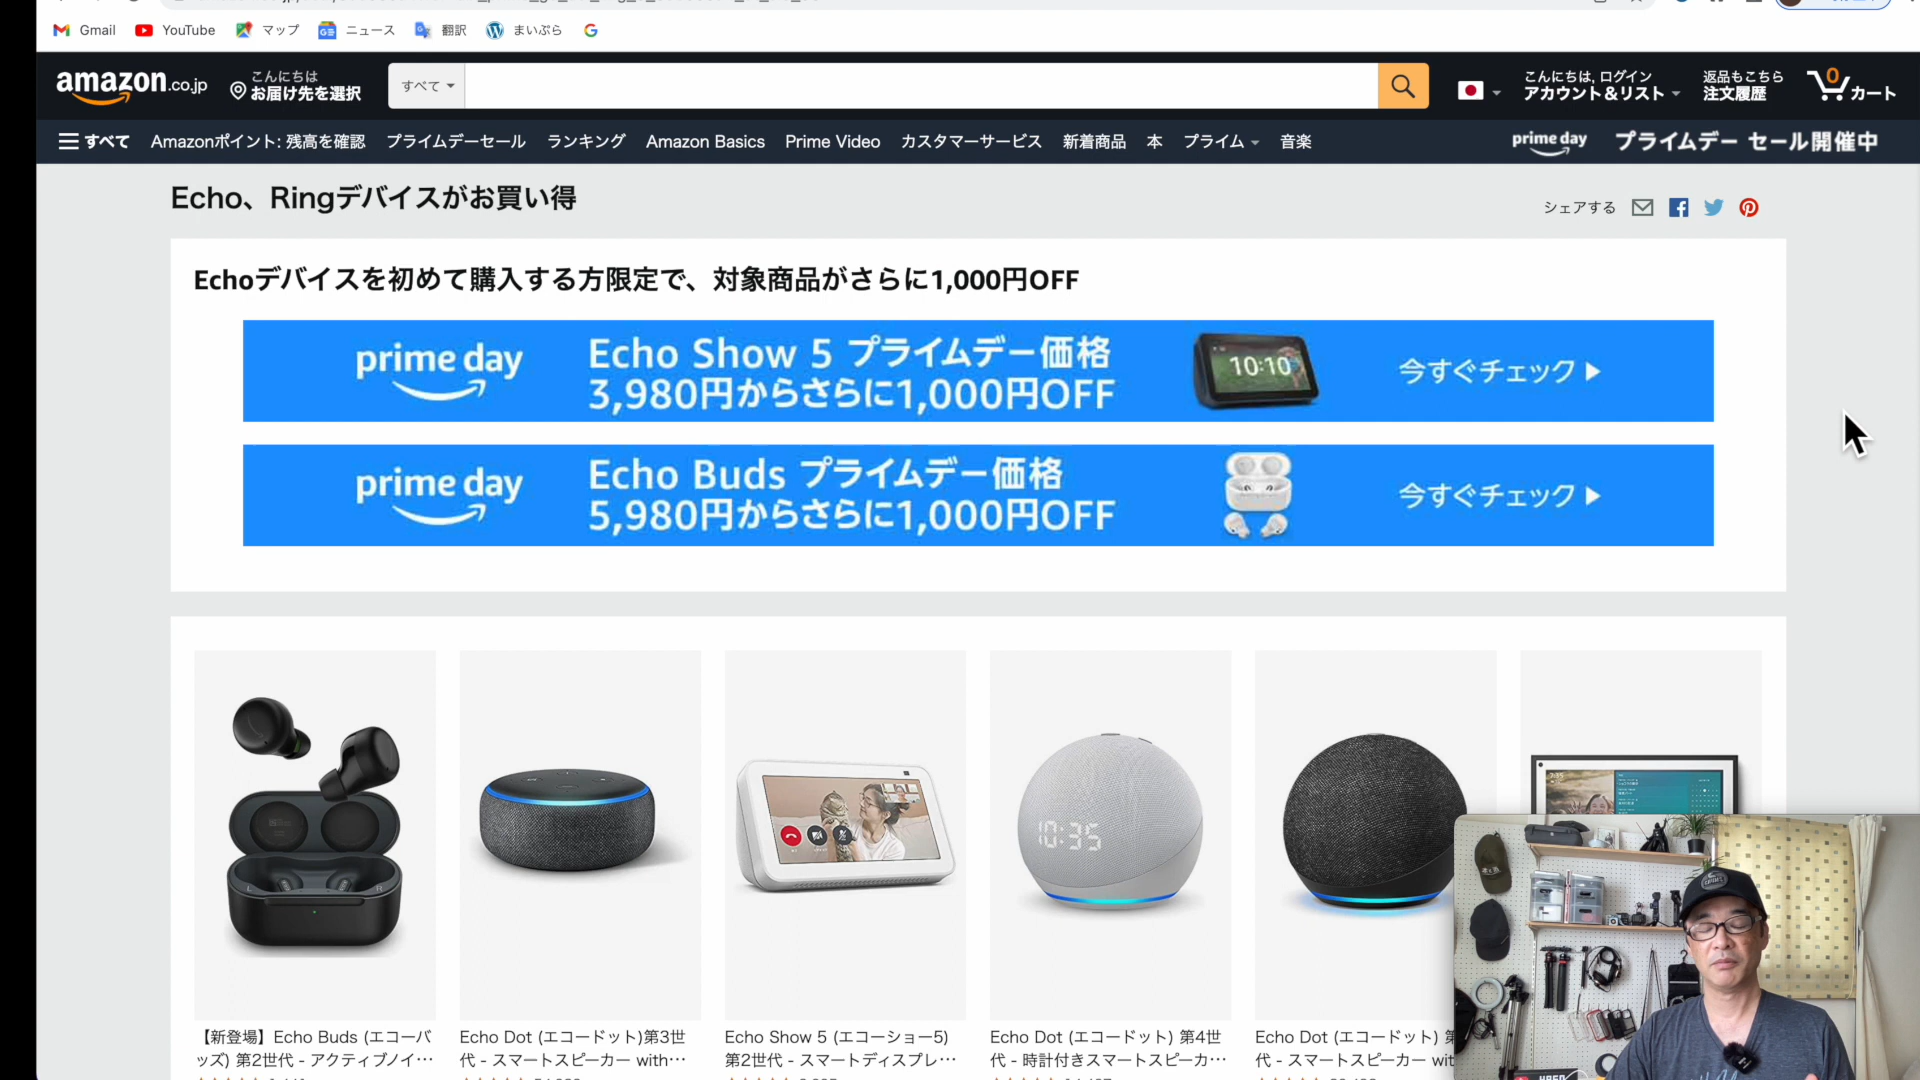 Gmail
YouTube
マップ
ニュース
翻訳
まいぷら
amazon.co.jp
こんにちは
お届け先を選択
すべて
こんにちは, ログイン
アカウント&リスト
返品もこちら
注文履歴
0
カート
すべて
Amazonポイント: 残高を確認
プライムデーセール
ランキング
Amazon Basics
Prime Video
カスタマーサービス
新着商品
本
プライム
音楽
prime day
プライムデー セール開催中
Echo、Ringデバイスがお買い得
シェアする
Echoデバイスを初めて購入する方限定で、対象商品がさらに1,000円OFF
prime day
Echo Show 5 プライムデー価格
3,980円からさらに1,000円OFF
10:10
今すぐチェック
prime day
Echo Buds プライムデー価格
5,980円からさらに1,000円OFF
今すぐチェック
L
R
10:35
【新登場】Echo Buds (エコーバ
ッズ) 第2世代 - アクティブノイ…
Echo Dot (エコードット)第3世
代 - スマートスピーカー with…
Echo Show 5 (エコーショー5)
第2世代 - スマートディスプレ…
Echo Dot (エコードット) 第4世
代 - 時計付きスマートスピーカ…
Echo Dot (エコードット) 第
代 - スマートスピーカー wit